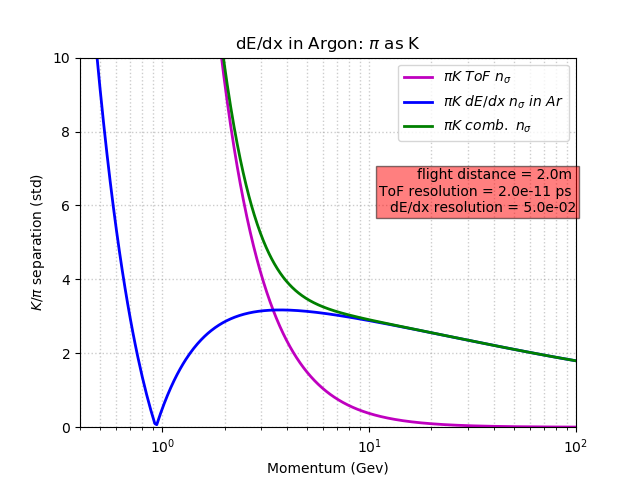 dE/dx in Argon: π as K
10
8
6
4
2
0
K/π separation (std)
πK ToF nσ
πK dE/dx nσ in Ar
πK comb. nσ
flight distance = 2.0m
ToF resolution = 2.0e-11 ps
dE/dx resolution = 5.0e-02
10⁰
10¹
10²
Momentum (Gev)